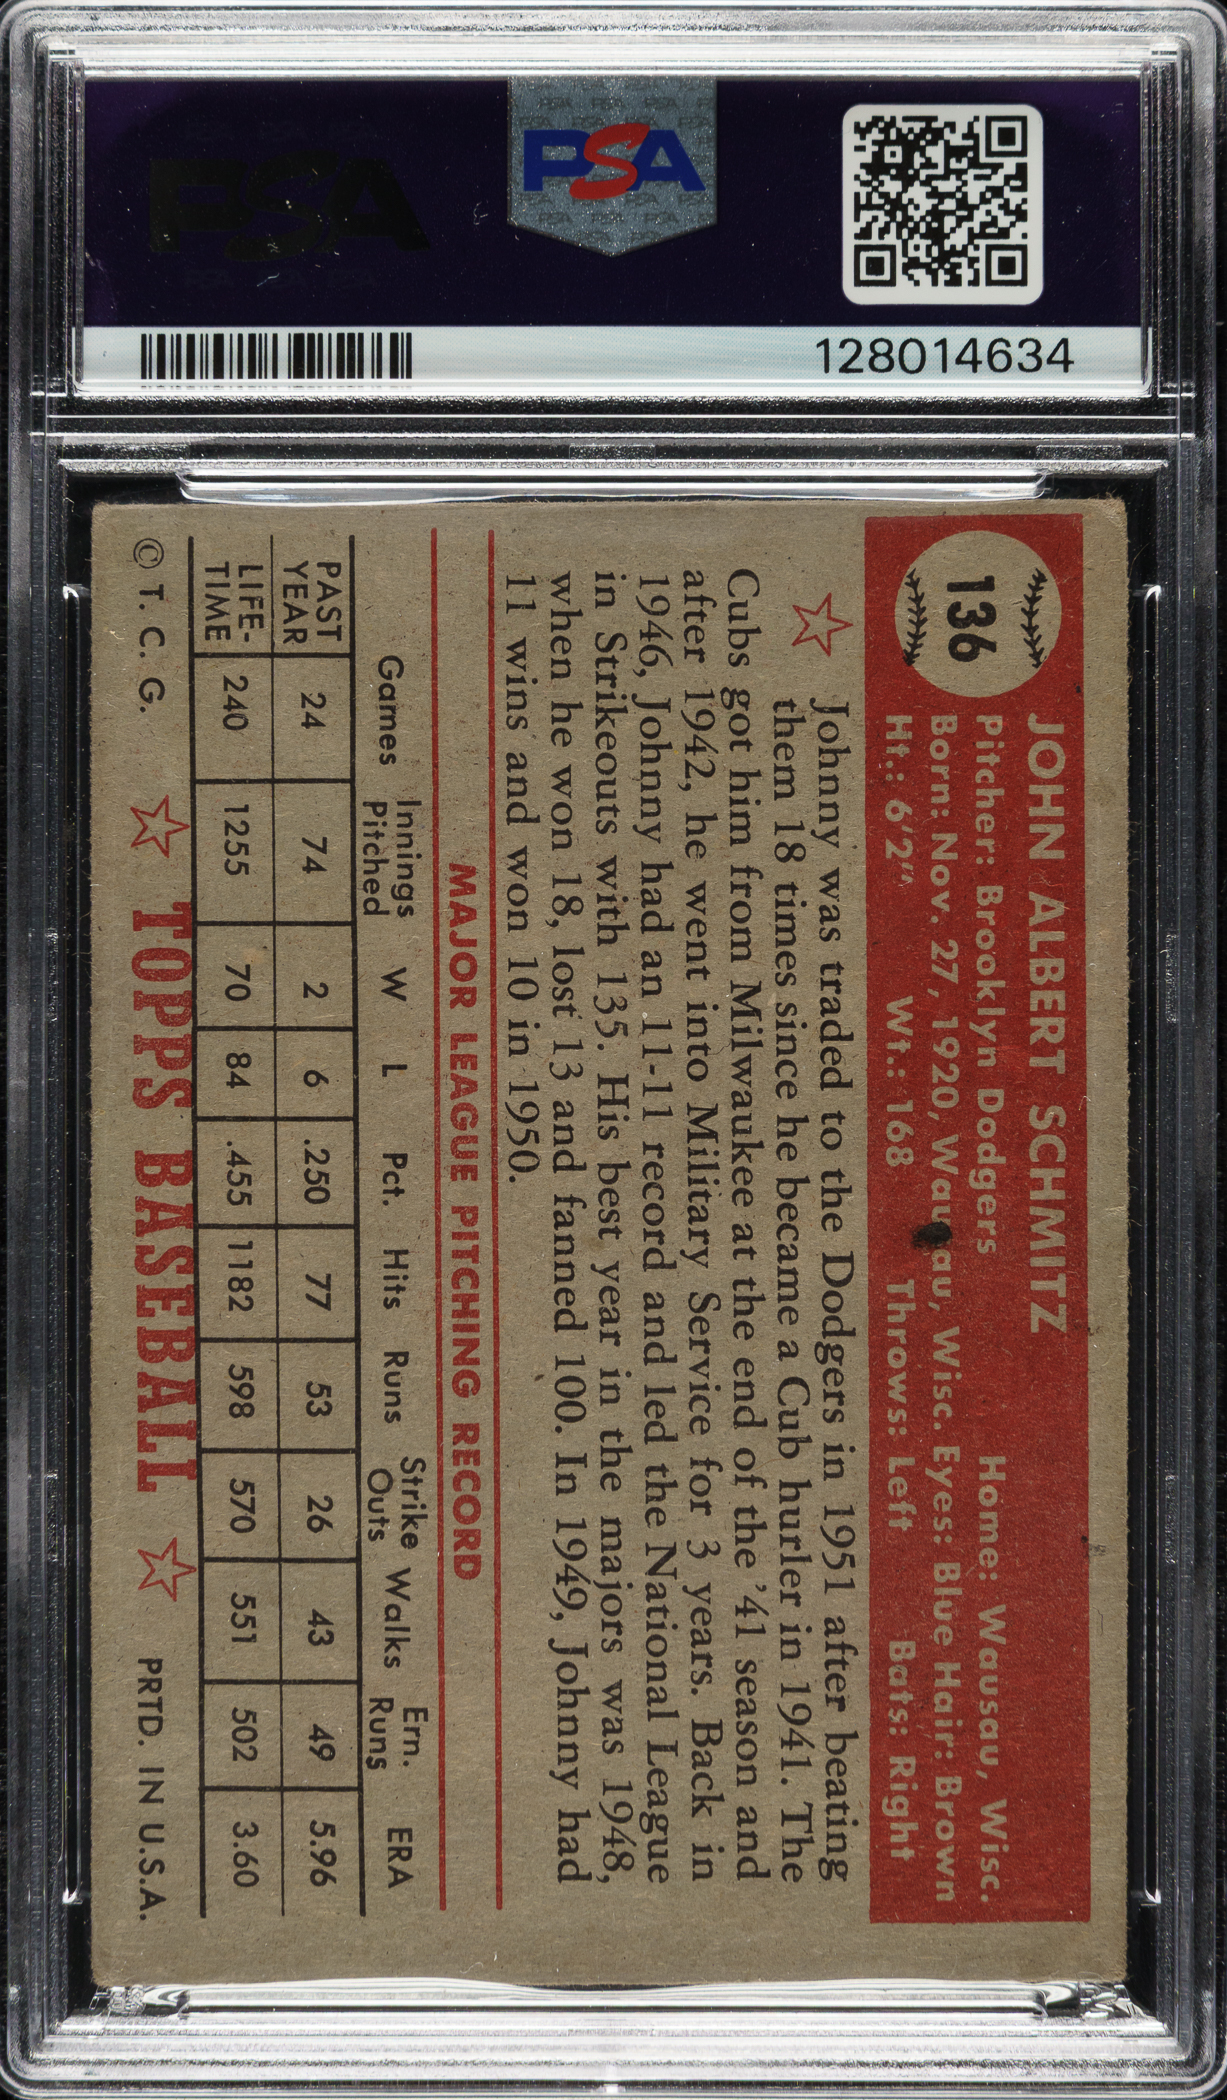 PSA
PSA
128014634
136
JOHN ALBERT SCHMITZ
Pitcher: Brooklyn Dodgers Home: Wausau, Wisc.
Born: Nov. 27, 1920, Wausau, Wisc. Eyes: Blue Hair: Brown
Ht.: 6'2" Wt.: 168 Throws: Left Bats: Right
Johnny was traded to the Dodgers in 1951 after beating
them 18 times since he became a Cub hurler in 1941. The
Cubs got him from Milwaukee at the end of the '41 season and
after 1942, he went into Military Service for 3 years. Back in
1946, Johnny had an 11-11 record and led the National League
in Strikeouts with 135. His best year in the majors was 1948,
when he won 18, lost 13 and fanned 100. In 1949, Johnny had
11 wins and won 10 in 1950.
MAJOR LEAGUE PITCHING RECORD
Games Innings Pitched W L Pct. Hits Runs Strike Outs Walks Ern. Runs ERA
PAST YEAR 24 74 2 6 .250 77 53 26 43 49 5.96
LIFE-TIME 240 1255 70 84 .455 1182 598 570 551 502 3.60
© T. C. G. TOPPS BASEBALL PRTD. IN U.S.A.